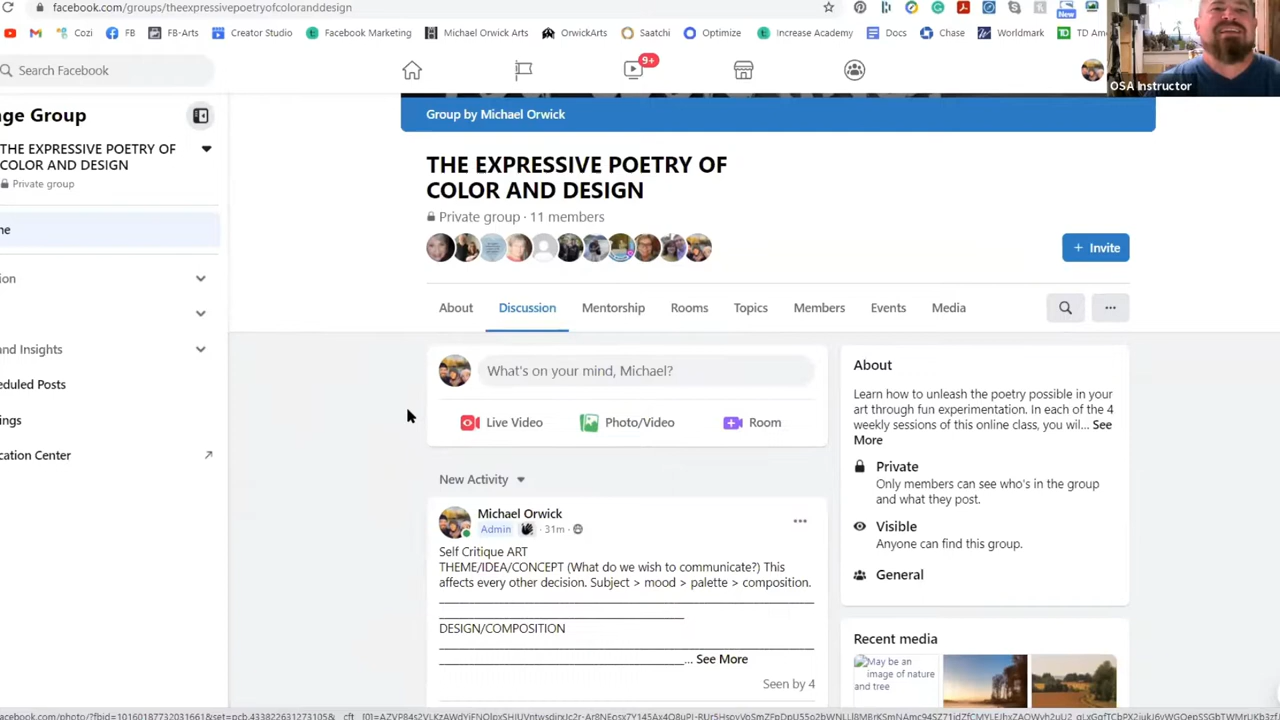 facebook.com/groups/theexpressivepoetryofcoloranddesign
New
Cozi FB FB-Arts Creator Studio Facebook Marketing Michael Orwick Arts OrwickArts Saatchi Optimize Increase Academy Docs Chase Worldmark TD Am
OSA Instructor
Search Facebook
9+
ge Group
Group by Michael Orwick
THE EXPRESSIVE POETRY OF
COLOR AND DESIGN
Private group
ne
ion
and Insights
eduled Posts
ngs
cation Center
THE EXPRESSIVE POETRY OF
COLOR AND DESIGN
Private group · 11 members
+ Invite
About Discussion Mentorship Rooms Topics Members Events Media
What's on your mind, Michael?
Live Video Photo/Video Room
New Activity
Michael Orwick
Admin · 31m ·
Self Critique ART
THEME/IDEA/CONCEPT (What do we wish to communicate?) This
affects every other decision. Subject > mood > palette > composition.
DESIGN/COMPOSITION
... See More
Seen by 4
About
Learn how to unleash the poetry possible in your
art through fun experimentation. In each of the 4
weekly sessions of this online class, you wil... See
More
Private
Only members can see who's in the group
and what they post.
Visible
Anyone can find this group.
General
Recent media
May be an
image of nature
and tree